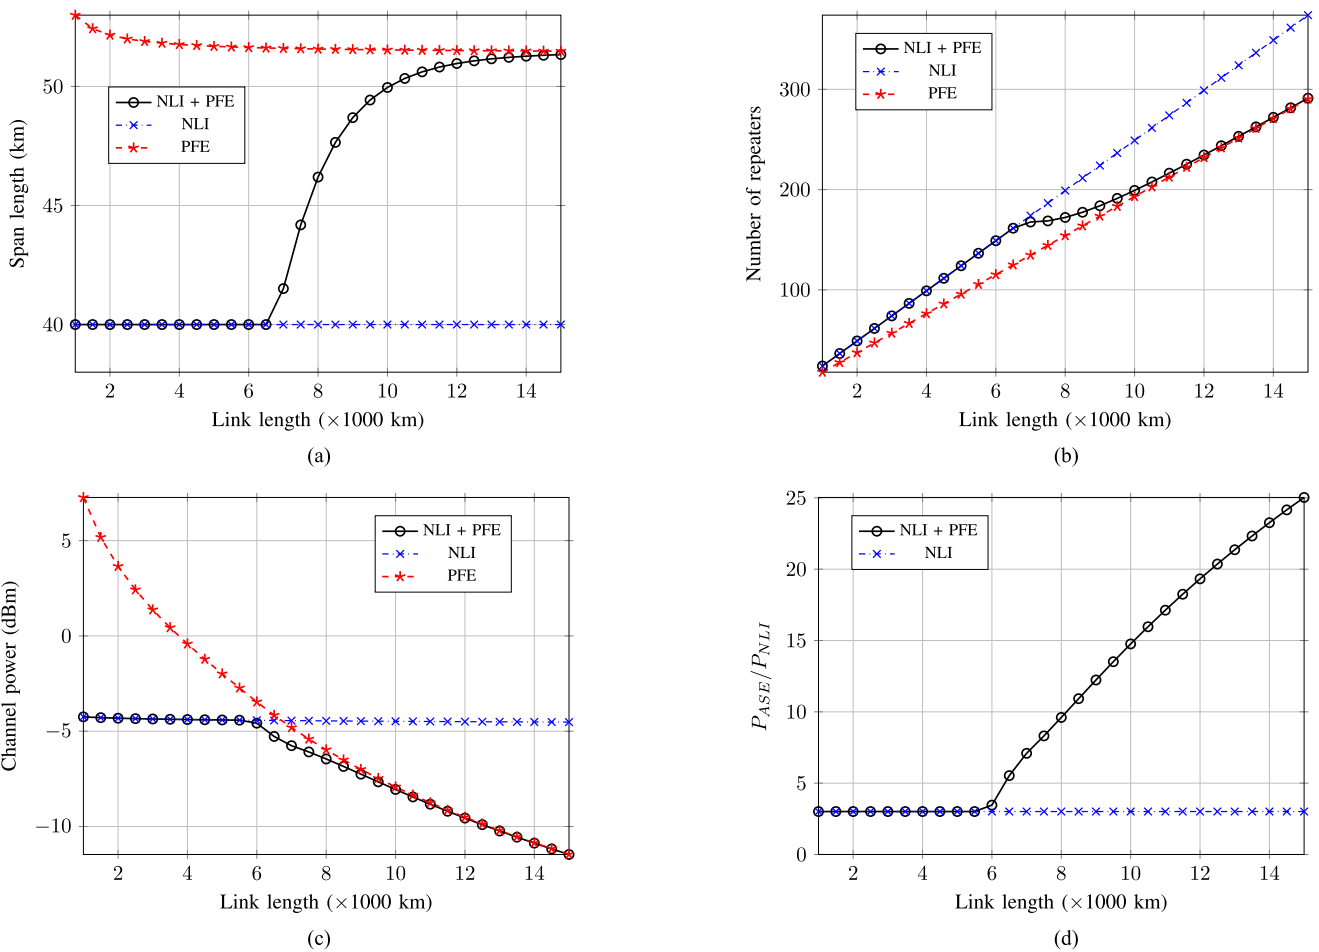 50
45
40
Span length (km)
NLI + PFE
NLI
PFE
2 4 6 8 10 12 14
Link length (×1000 km)
(a)
300
200
100
Number of repeaters
NLI + PFE
NLI
PFE
2 4 6 8 10 12 14
Link length (×1000 km)
(b)
5
0
−5
−10
Channel power (dBm)
NLI + PFE
NLI
PFE
2 4 6 8 10 12 14
Link length (×1000 km)
(c)
25
20
15
10
5
0
P_ASE/P_NLI
NLI + PFE
NLI
2 4 6 8 10 12 14
Link length (×1000 km)
(d)